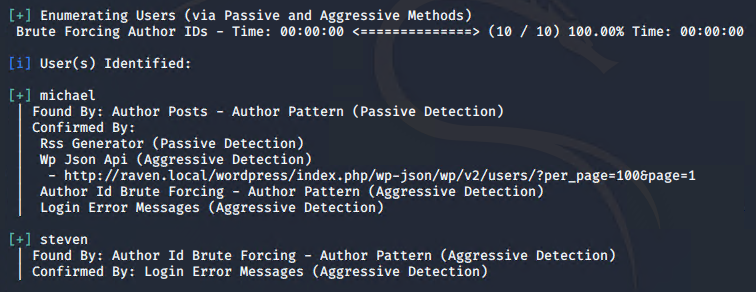 [+] Enumerating Users (via Passive and Aggressive Methods)
Brute Forcing Author IDs - Time: 00:00:00 <==============> (10 / 10) 100.00% Time: 00:00:00
[i] User(s) Identified:
[+] michael
| Found By: Author Posts - Author Pattern (Passive Detection)
| Confirmed By:
|  Rss Generator (Passive Detection)
|  Wp Json Api (Aggressive Detection)
|   - http://raven.local/wordpress/index.php/wp-json/wp/v2/users/?per_page=100&page=1
|  Author Id Brute Forcing - Author Pattern (Aggressive Detection)
|  Login Error Messages (Aggressive Detection)
[+] steven
| Found By: Author Id Brute Forcing - Author Pattern (Aggressive Detection)
| Confirmed By: Login Error Messages (Aggressive Detection)